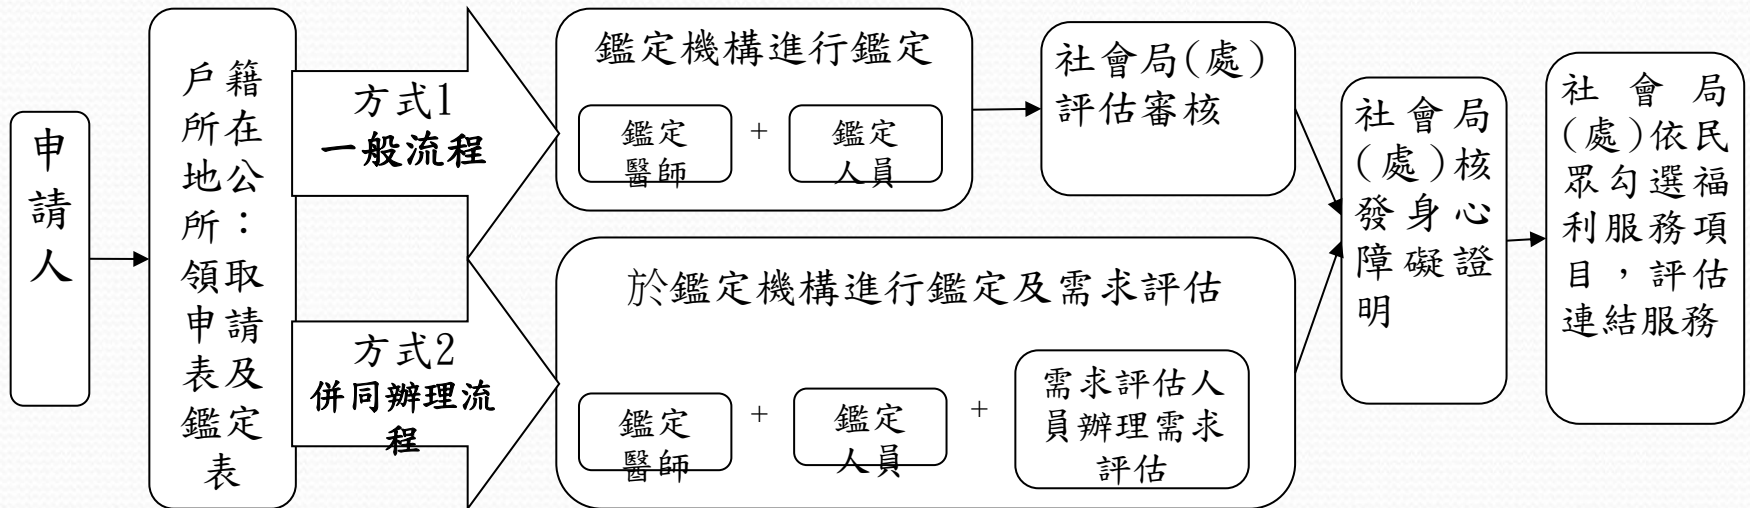 申
請
人
戶籍
所在
地公
所：
領取
申請
表及
鑑定
表
方式1
一般流程
方式2
併同辦理流
程
鑑定機構進行鑑定
鑑定
醫師
+
鑑定
人員
社會局(處)
評估審核
於鑑定機構進行鑑定及需求評估
鑑定
醫師
+
鑑定
人員
+
需求評估人
員辦理需求
評估
社會局
(處)核
發身心
障礙證
明
社會局
(處)依民
眾勾選福
利服務項
目，評估
連結服務